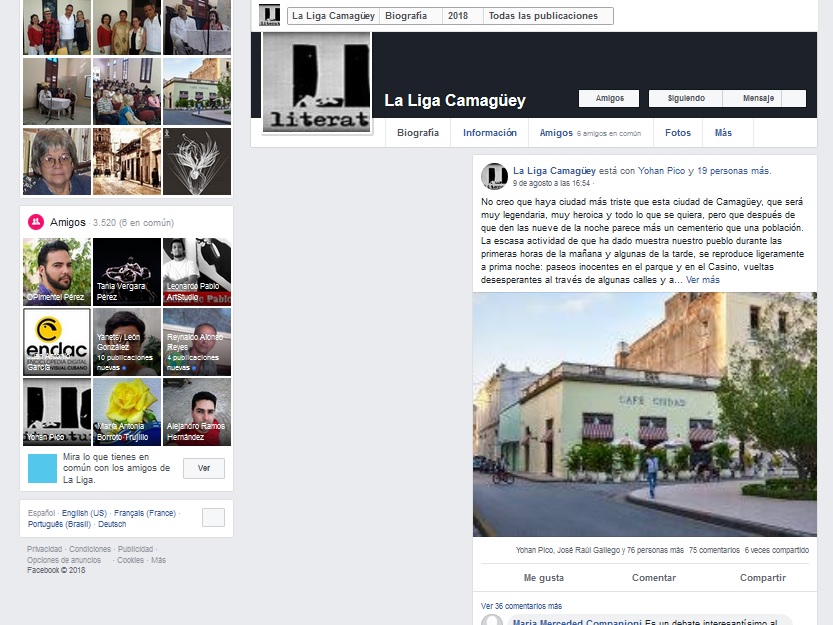 La Liga Camagüey Biografía 2018 Todas las publicaciones
literat
La Liga Camagüey
Amigos Siguiendo Mensaje
Biografía Información Amigos 6 amigos en común Fotos Más
Amigos · 3.520 (6 en común)
©Pimentel Pérez
Tania Vergara
Pérez
Leonardo Pablo
ArtStudio
endac
ENCICLOPEDIA DIGITAL
García
Yanetsy León
González
10 publicaciones
nuevas
Reynaldo Alonso
Reyes
4 publicaciones
nuevas
Yohan Pico
María Antonia
Borroto Trujillo
Alejandro Ramos
Hernández
Mira lo que tienes en
común con los amigos de
La Liga.
Ver
Español · English (US) · Français (France) ·
Português (Brasil) · Deutsch
Privacidad · Condiciones · Publicidad ·
Opciones de anuncios · Cookies · Más
Facebook © 2018
La Liga Camagüey está con Yohan Pico y 19 personas más.
9 de agosto a las 16:54 ·
No creo que haya ciudad más triste que esta ciudad de Camagüey, que será
muy legendaria, muy heroica y todo lo que se quiera, pero que después de
que den las nueve de la noche parece más un cementerio que una población.
La escasa actividad de que ha dado muestra nuestro pueblo durante las
primeras horas de la mañana y algunas de la tarde, se reproduce ligeramente
a prima noche: paseos inocentes en el parque y en el Casino, vueltas
desesperantes al través de algunas calles y a... Ver más
CAFE CIUDAD
Yohan Pico, José Raúl Gallego y 76 personas más 75 comentarios 6 veces compartido
Me gusta Comentar Compartir
Ver 36 comentarios más
Maria Merceded Companioni Es un debate interesantísimo al